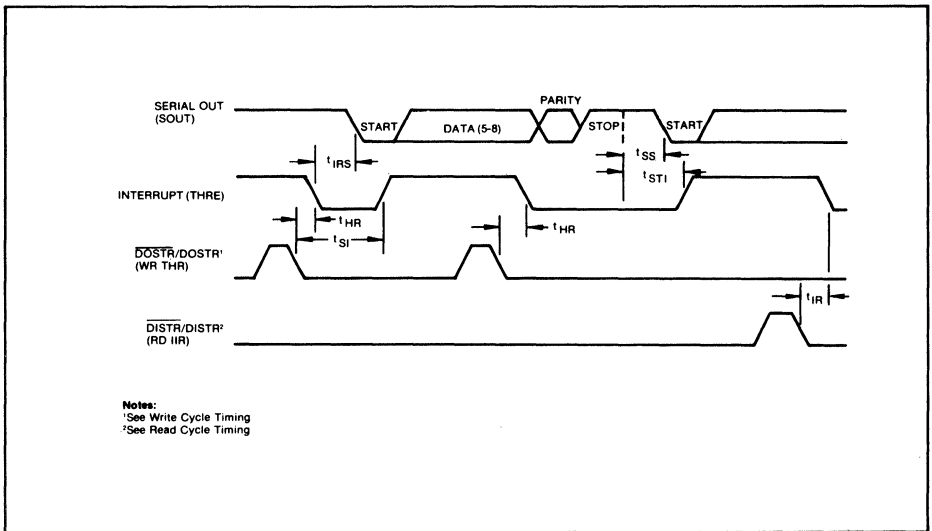 PARITY
SERIAL OUT
(SOUT)
START
DATA (5-8)
STOP
START
tSS
tIRS
tSTI
INTERRUPT (THRE)
tHR
tHR
tSI
DOSTR/DOSTR¹
(WR THR)
tIR
DISTR/DISTR²
(RD IIR)
Notes:
¹See Write Cycle Timing
²See Read Cycle Timing